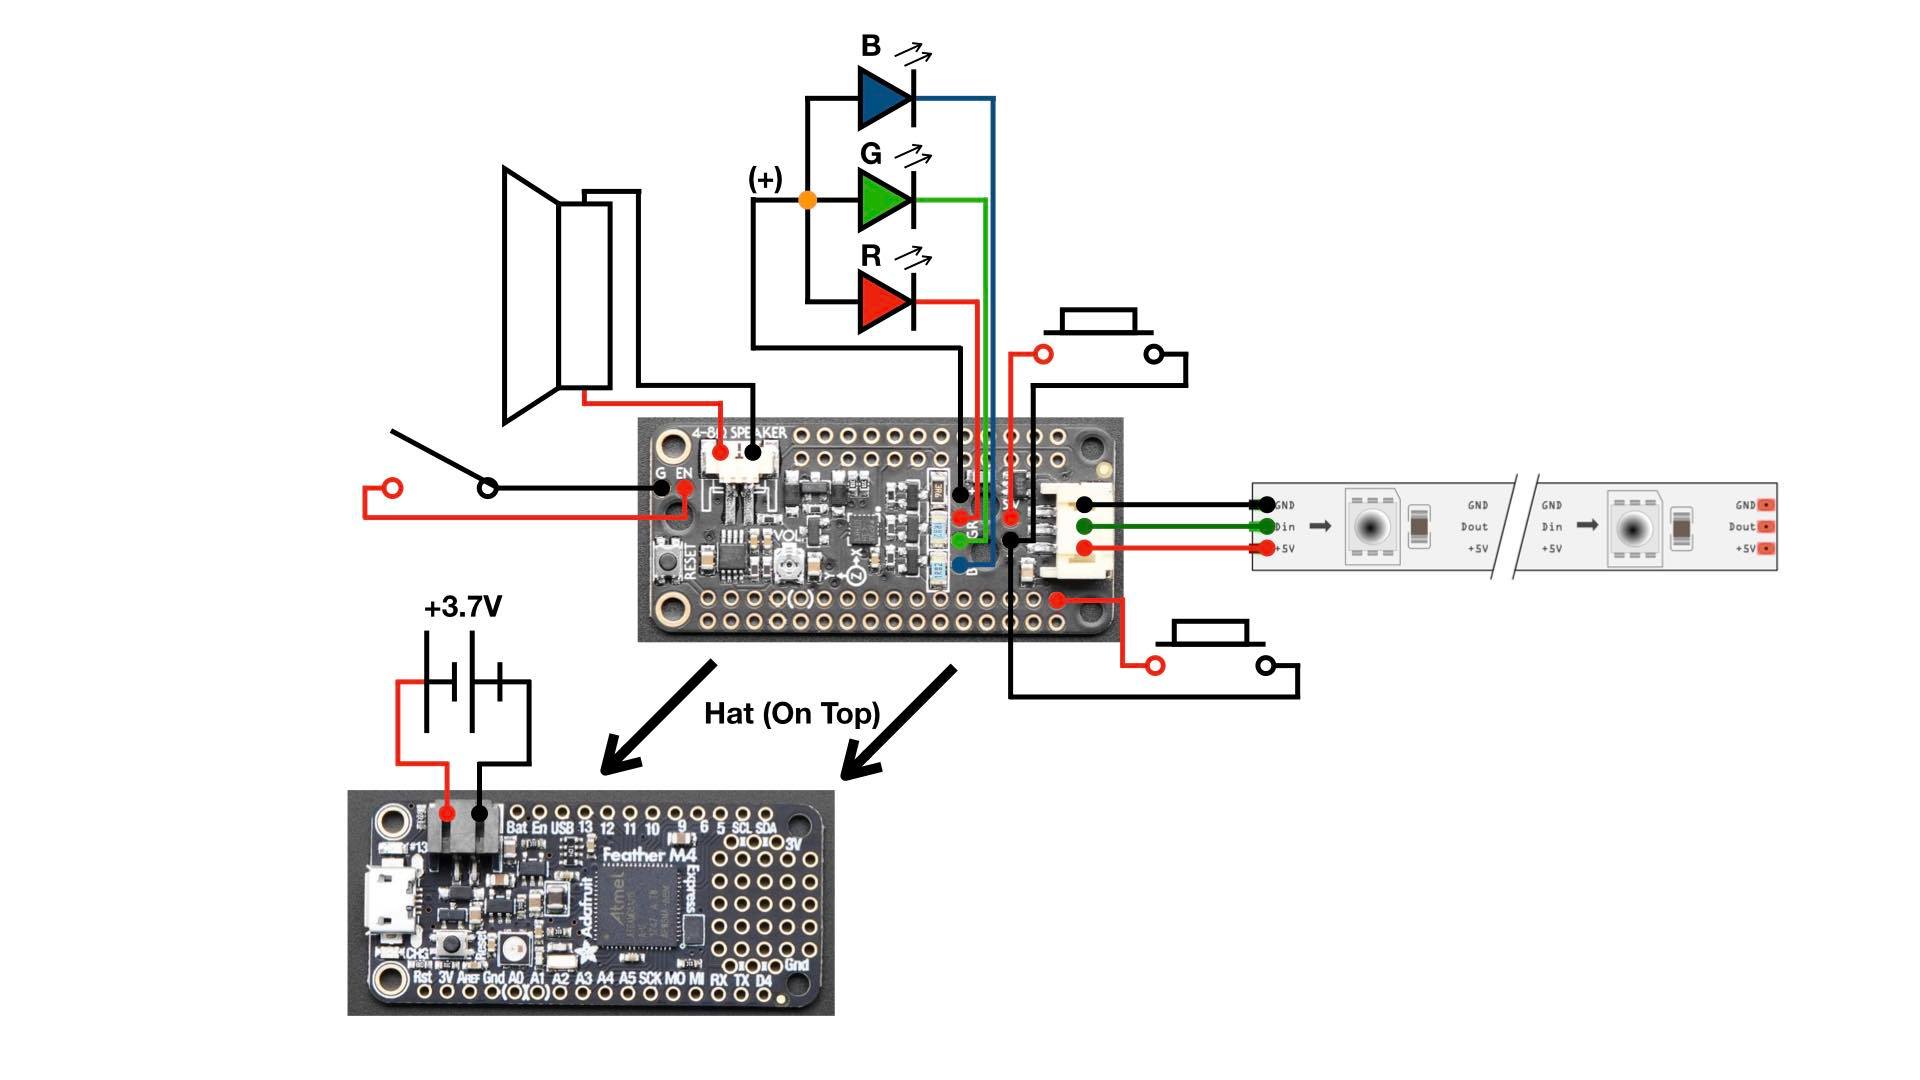 B
G
(+)
R
4-8Ω SPEAKER
G EN
RESET
VOL
X
Z
5V
GR
B
GND
Din
+5V
GND
Dout
+5V
GND
Din
+5V
GND
Dout
+5V
+3.7V
Hat (On Top)
Bat En USB 13 12 11 10 9 6 5 SCL SDA
#13
3V
Feather M4
Express
Adafruit
Atmel
Reset
Gnd
Rst 3V AREF Gnd A0 A1 A2 A3 A4 A5 SCK MO MI RX TX D4